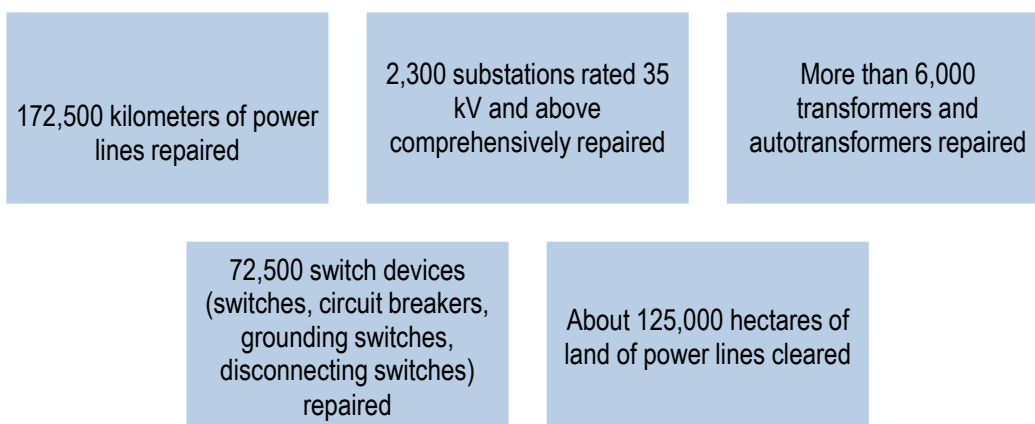 172,500 kilometers of power
lines repaired
2,300 substations rated 35
kV and above
comprehensively repaired
More than 6,000
transformers and
autotransformers repaired
72,500 switch devices
(switches, circuit breakers,
grounding switches,
disconnecting switches)
repaired
About 125,000 hectares of
land of power lines cleared